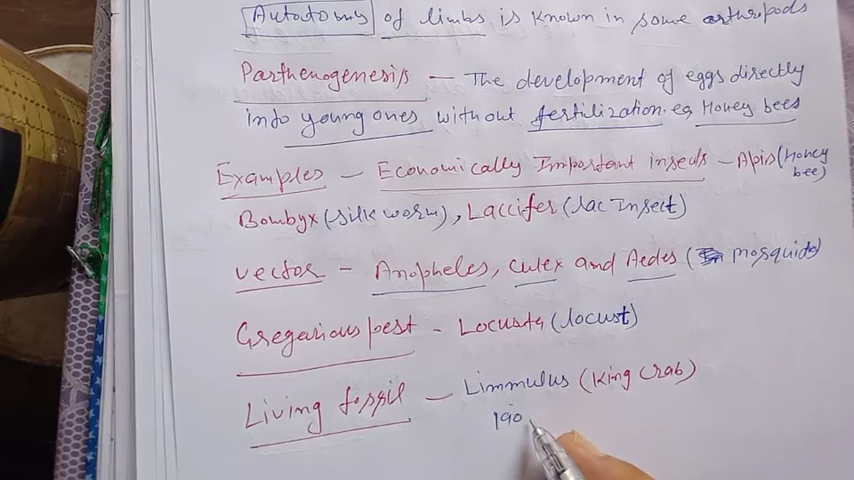 Autotomy of limbs is known in some arthropods
Parthenogenesis — The development of eggs directly
into young ones without fertilization. eg Honey bees
Examples — Economically Important insects — Apis (Honey
bee)
Bombyx (silk worm), Laccifer (lac Insect)
Vector — Anopheles, Culex and Aedes (mosquito)
Gregarious pest — Locusta (locust)
Living fossil — Limmulus (King Crab)
190